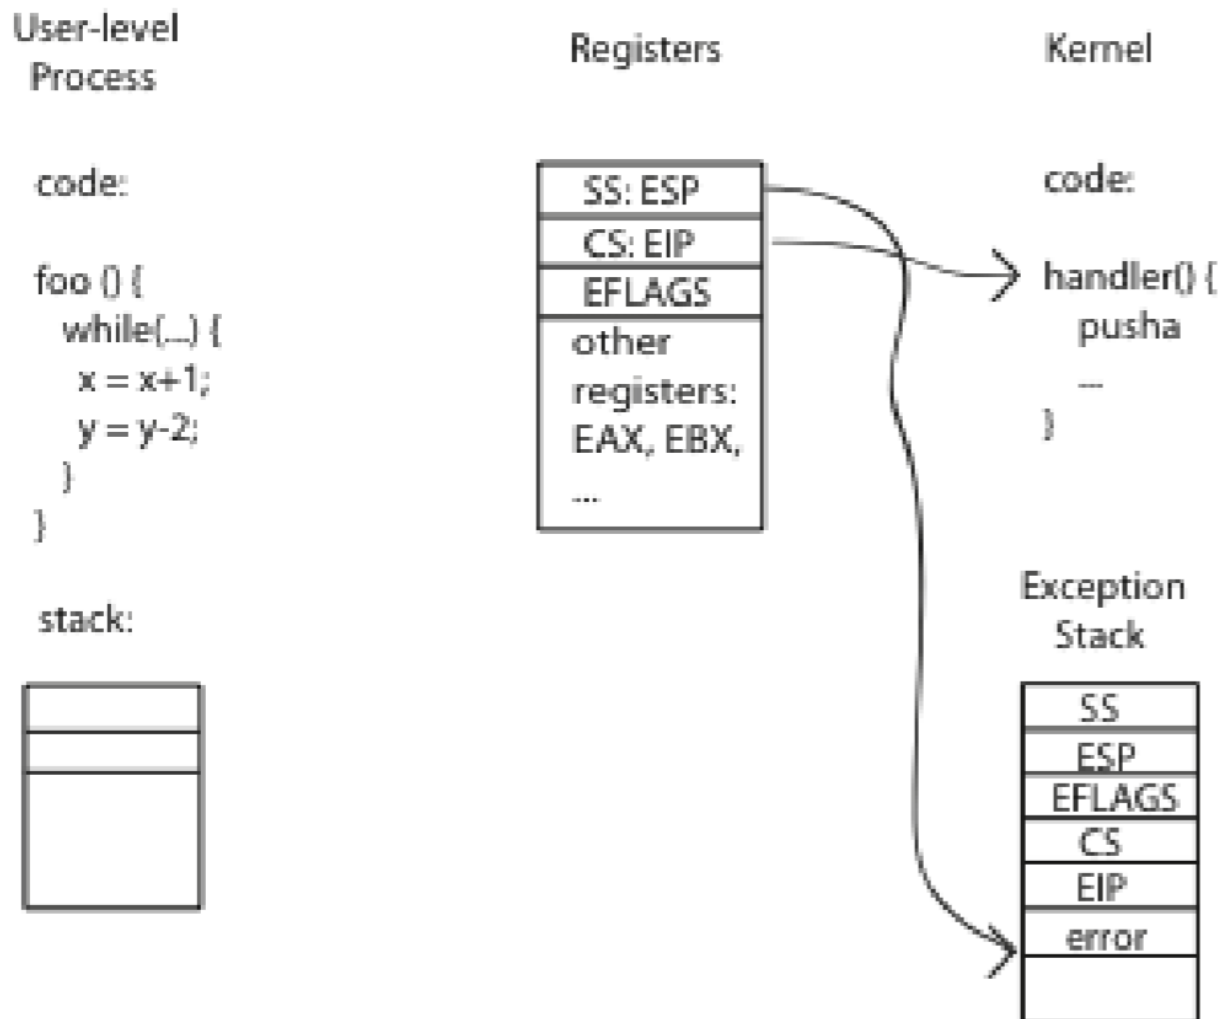 User-level
Process
code:
foo () {
while(...) {
x = x+1;
y = y-2;
}
}
stack:
Registers
SS: ESP
CS: EIP
EFLAGS
other
registers:
EAX, EBX,
...
Kernel
code:
handler() {
pusha
...
}
Exception
Stack
SS
ESP
EFLAGS
CS
EIP
error